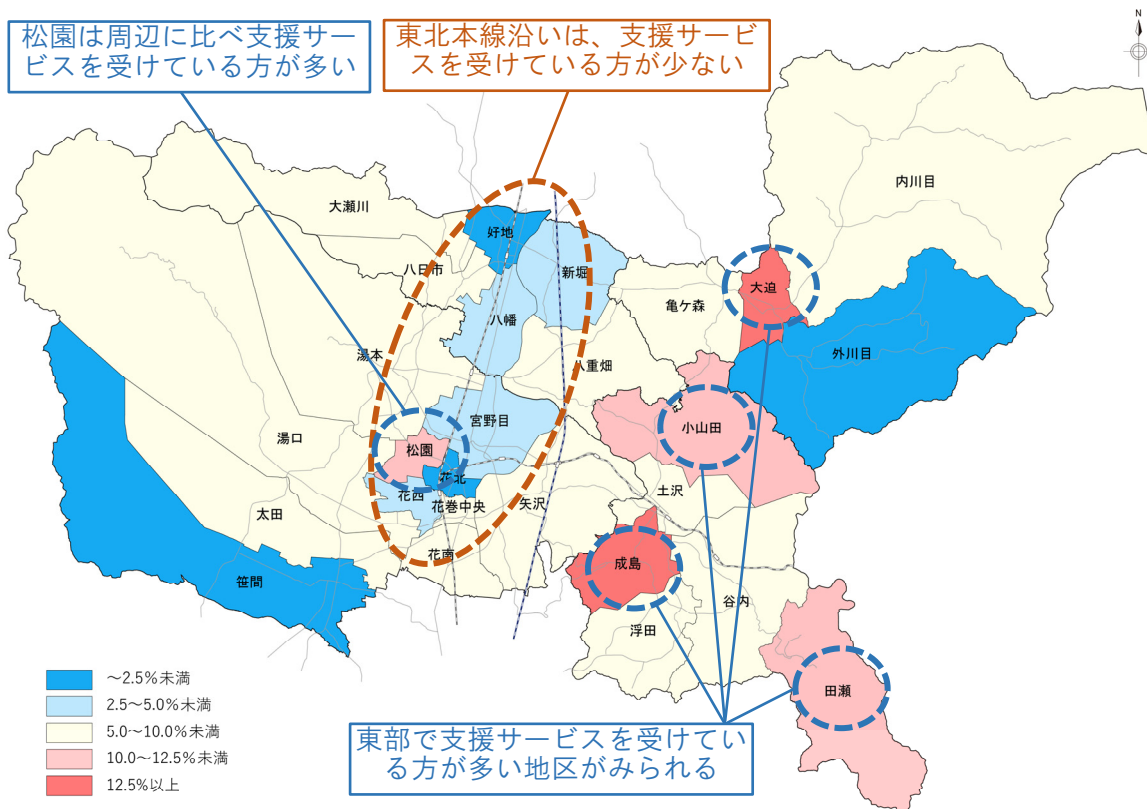 松園は周辺に比べ支援サー
ビスを受けている方が多い
東北本線沿いは、支援サービ
スを受けている方が少ない
N
内川目
大瀬川
好地
八日市
新堀
大迫
亀ケ森
八幡
外川目
湯本
八重畑
宮野目
小山田
湯口
松園
花北
土沢
花西
花巻中央
矢沢
太田
花南
成島
笹間
谷内
浮田
田瀬
～2.5%未満
2.5～5.0%未満
5.0～10.0%未満
10.0～12.5%未満
12.5%以上
東部で支援サービスを受けてい
る方が多い地区がみられる